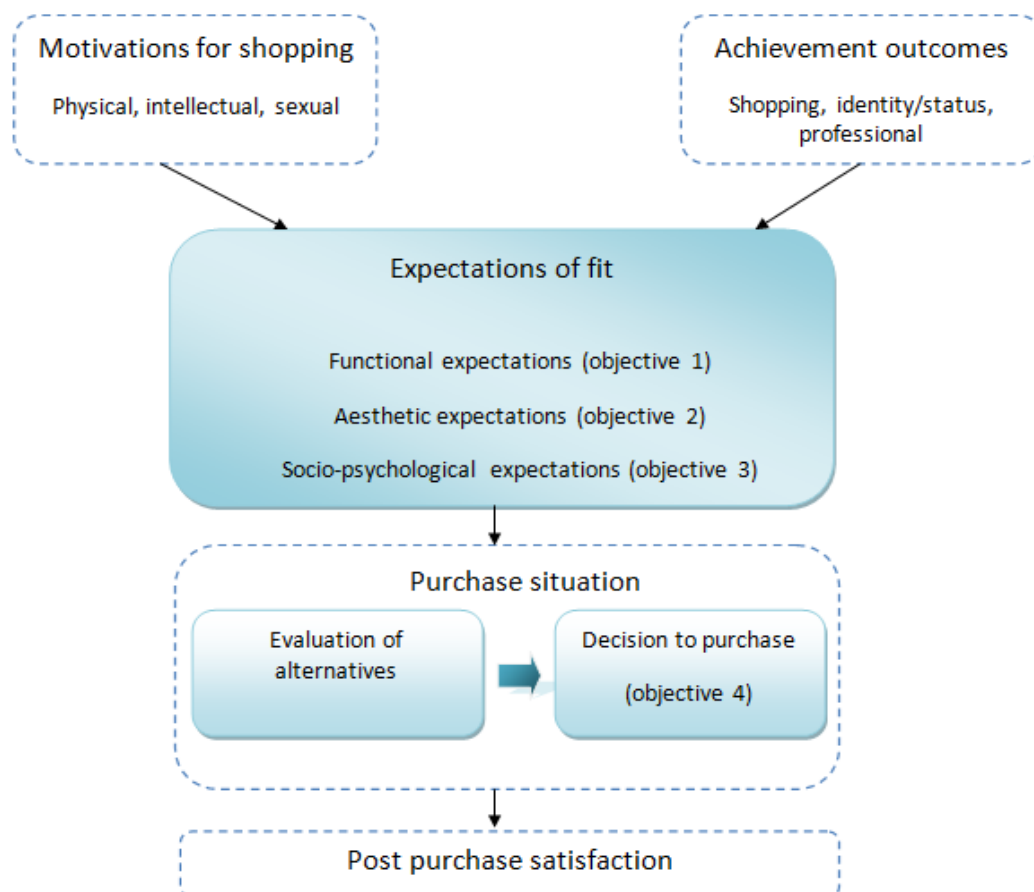 Motivations for shopping
Physical, intellectual, sexual
Achievement outcomes
Shopping, identity/status,
professional
Expectations of fit
Functional expectations (objective 1)
Aesthetic expectations (objective 2)
Socio-psychological expectations (objective 3)
Purchase situation
Evaluation of
alternatives
Decision to purchase
(objective 4)
Post purchase satisfaction